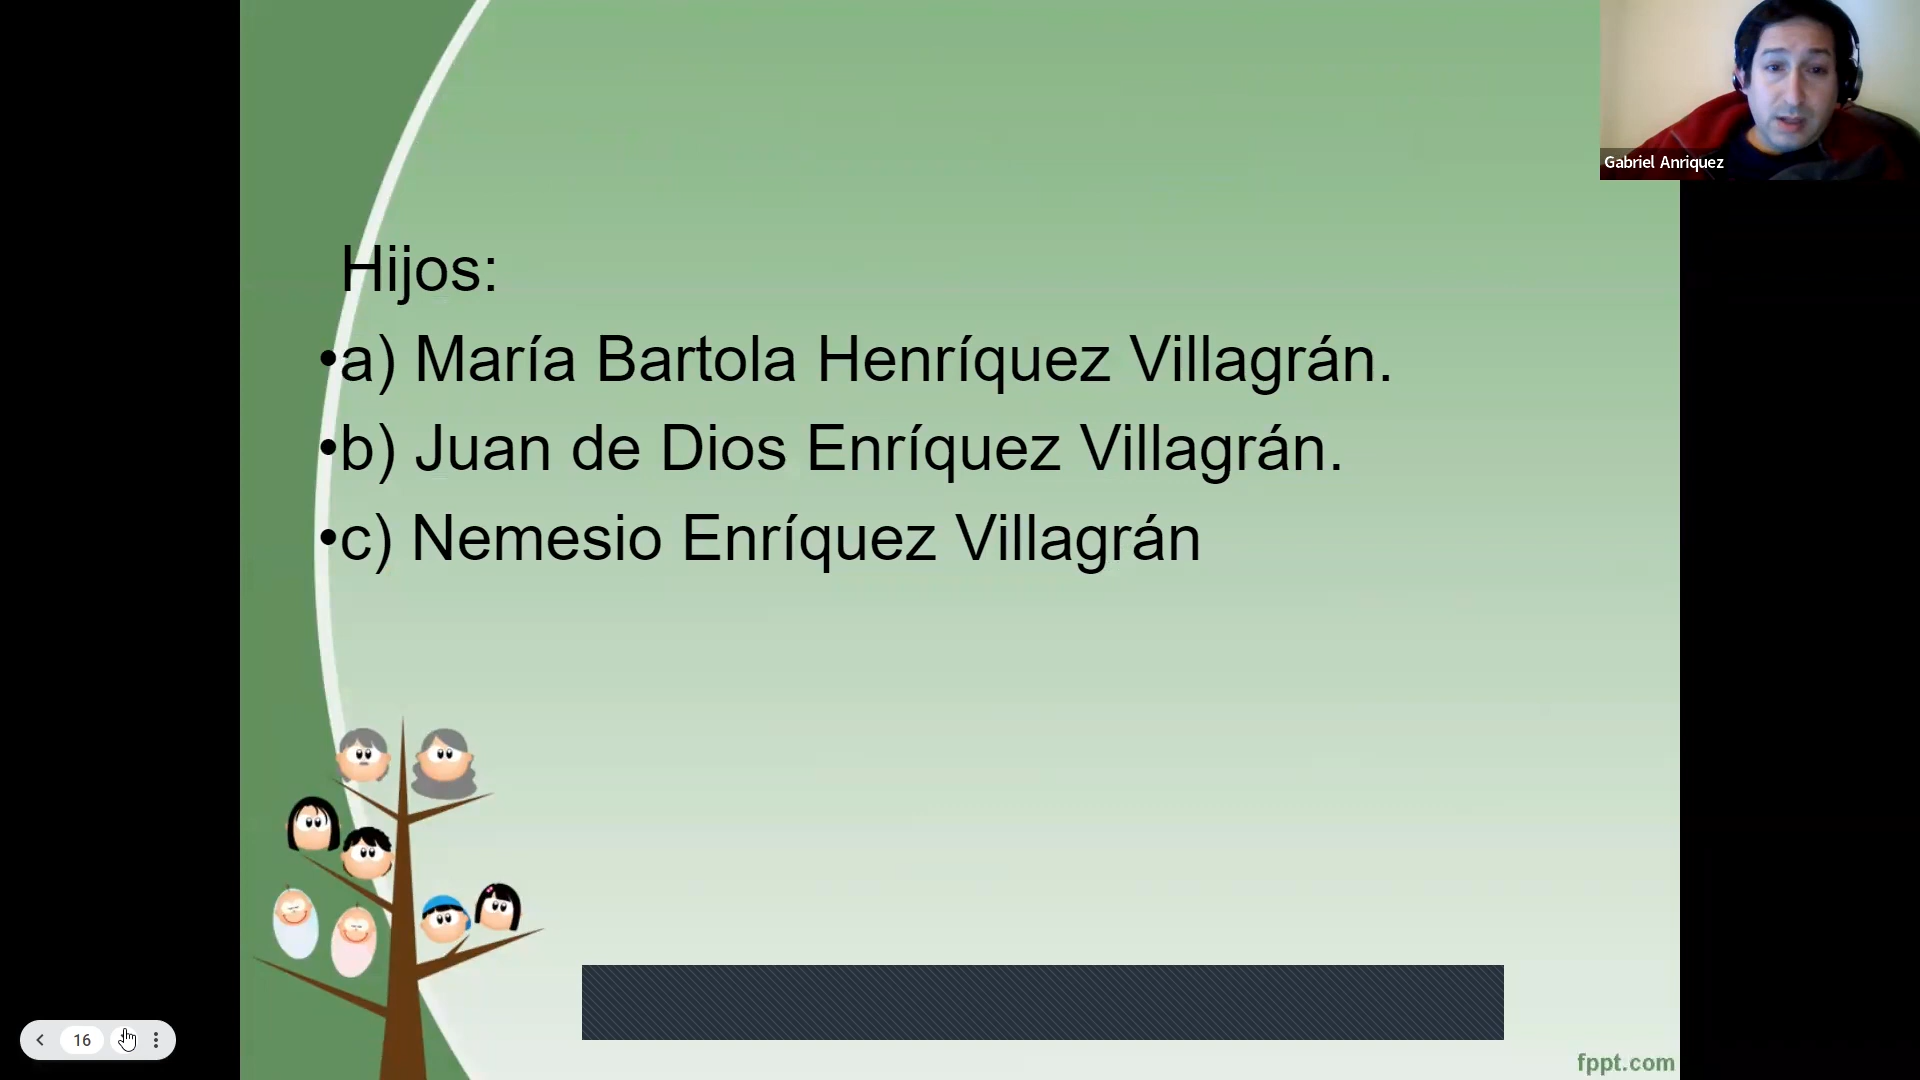 Gabriel Anriquez
Hijos:
•a) María Bartola Henríquez Villagrán.
•b) Juan de Dios Enríquez Villagrán.
•c) Nemesio Enríquez Villagrán
16
fppt.com